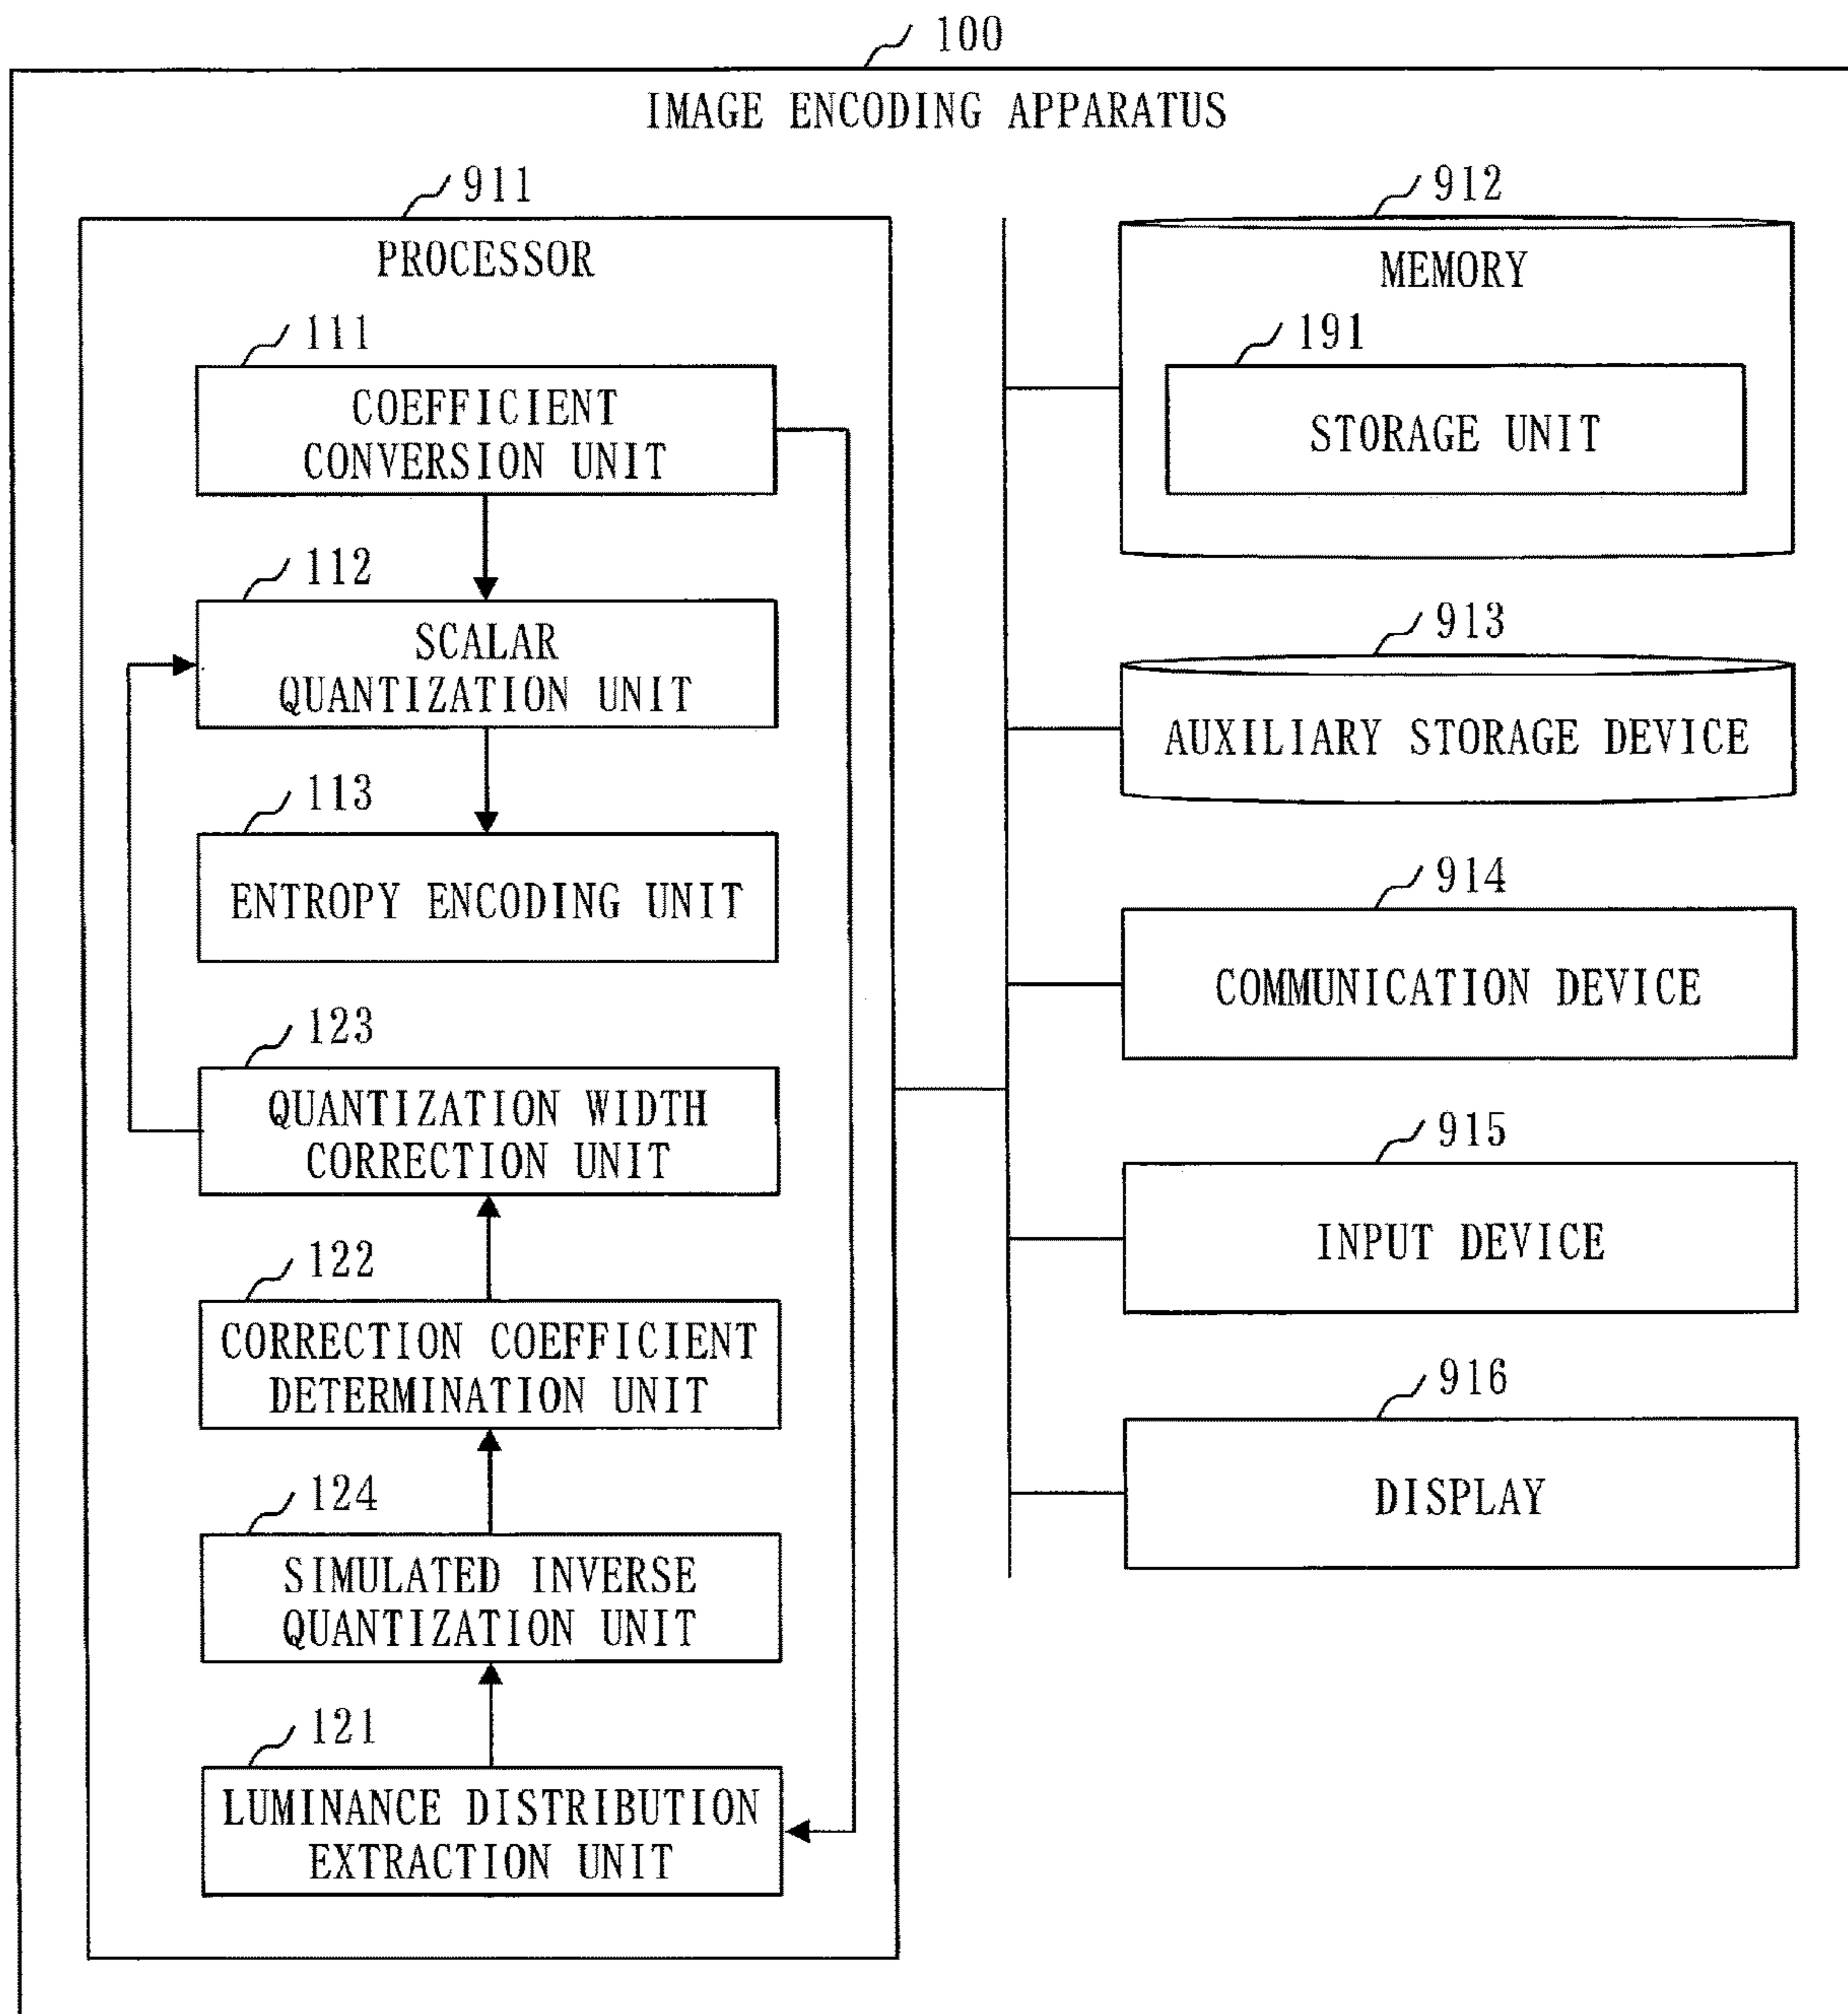 100
IMAGE ENCODING APPARATUS
911
PROCESSOR
111
COEFFICIENT
CONVERSION UNIT
112
SCALAR
QUANTIZATION UNIT
113
ENTROPY ENCODING UNIT
123
QUANTIZATION WIDTH
CORRECTION UNIT
122
CORRECTION COEFFICIENT
DETERMINATION UNIT
124
SIMULATED INVERSE
QUANTIZATION UNIT
121
LUMINANCE DISTRIBUTION
EXTRACTION UNIT
912
MEMORY
191
STORAGE UNIT
913
AUXILIARY STORAGE DEVICE
914
COMMUNICATION DEVICE
915
INPUT DEVICE
916
DISPLAY